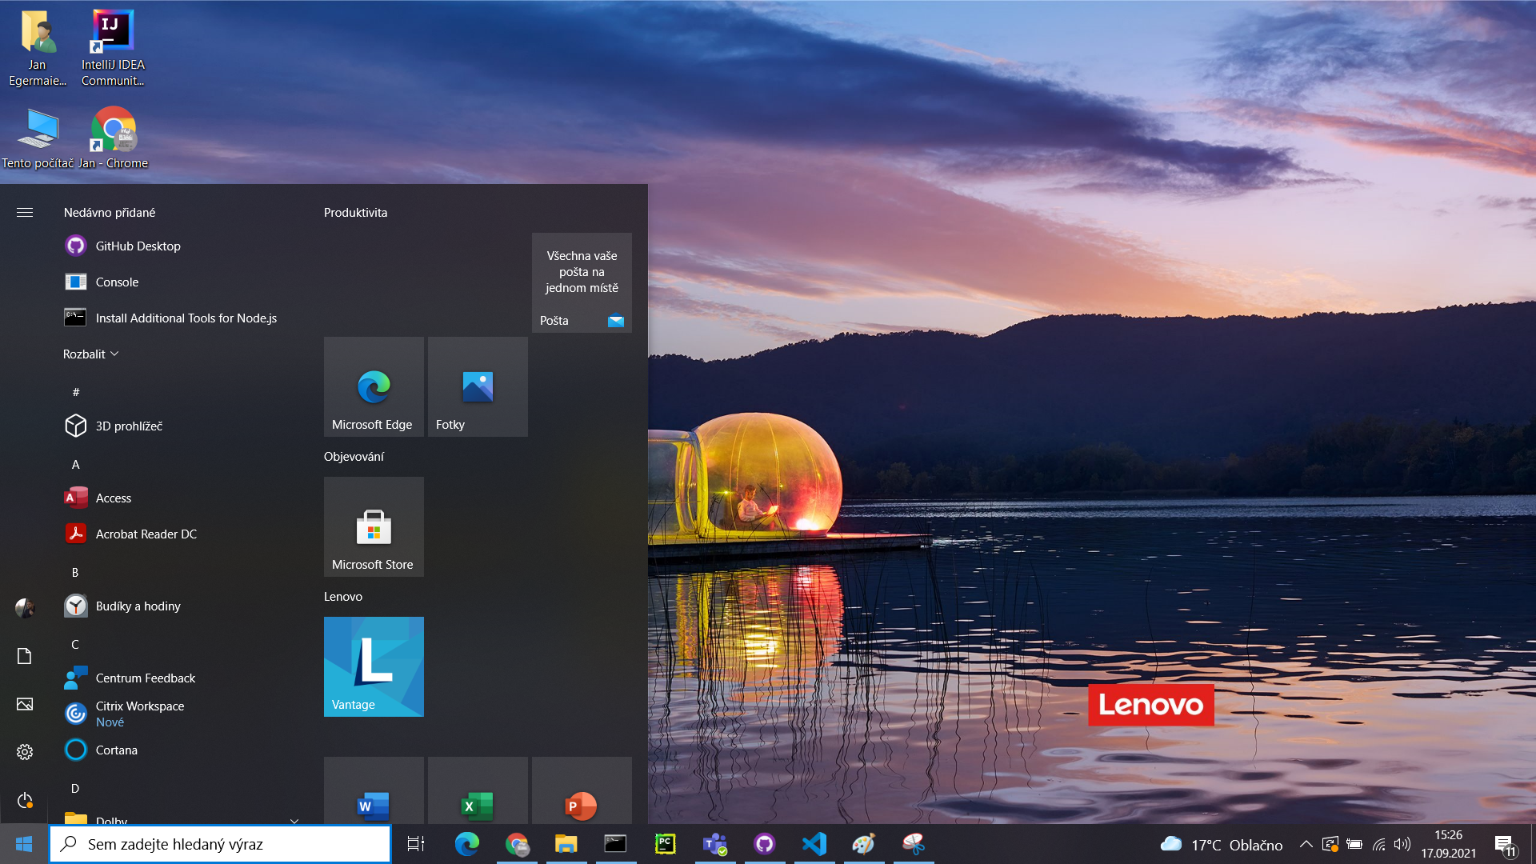 Jan
Egermaie...
IntelliJ IDEA
Communit...
Tento počítač
Jan - Chrome
Nedávno přidané
GitHub Desktop
Console
Install Additional Tools for Node.js
Rozbalit
#
3D prohlížeč
A
Access
Acrobat Reader DC
B
Budíky a hodiny
C
Centrum Feedback
Citrix Workspace
Nové
Cortana
D
Dolby
Produktivita
Všechna vaše
pošta na
jednom místě
Pošta
Microsoft Edge
Fotky
Objevování
Microsoft Store
Lenovo
Vantage
Lenovo
Sem zadejte hledaný výraz
17°C Oblačno
15:26
17.09.2021
11